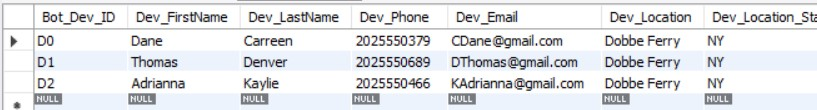 Bot_Dev_ID Dev_FirstName Dev_LastName Dev_Phone Dev_Email Dev_Location Dev_Location_Sta
D0 Dane Carreen 2025550379 CDane@gmail.com Dobbe Ferry NY
D1 Thomas Denver 2025550689 DThomas@gmail.com Dobbe Ferry NY
D2 Adrianna Kaylie 2025550466 KAdrianna@gmail.com Dobbe Ferry NY
NULL NULL NULL NULL NULL NULL NULL